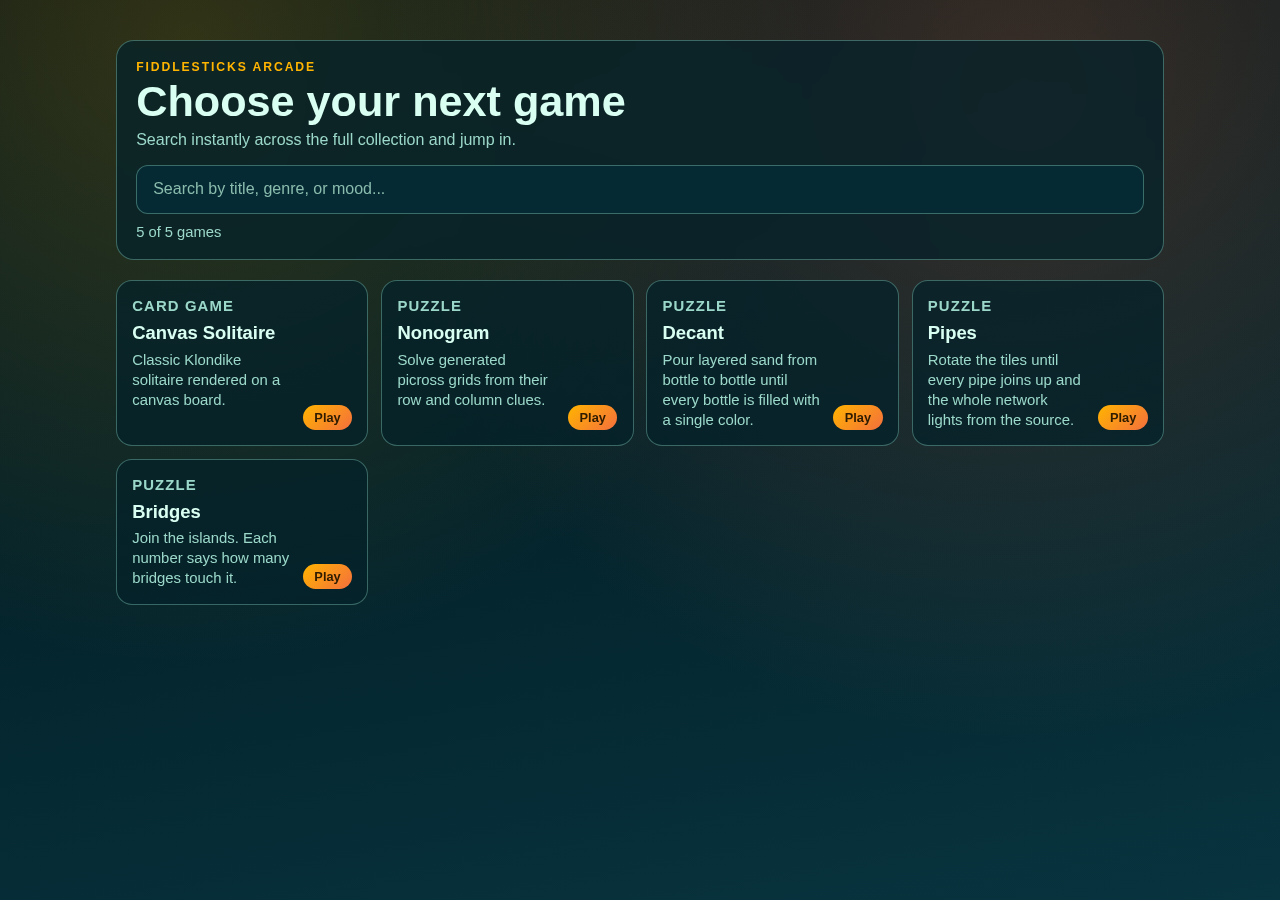 FIDDLESTICKS ARCADE
Choose your next game
Search instantly across the full collection and jump in.
Search by title, genre, or mood...
5 of 5 games
CARD GAME
Canvas Solitaire
Classic Klondike
solitaire rendered on a
canvas board.
Play
PUZZLE
Nonogram
Solve generated
picross grids from their
row and column clues.
Play
PUZZLE
Decant
Pour layered sand from
bottle to bottle until
every bottle is filled with
a single color.
Play
PUZZLE
Pipes
Rotate the tiles until
every pipe joins up and
the whole network
lights from the source.
Play
PUZZLE
Bridges
Join the islands. Each
number says how many
bridges touch it.
Play